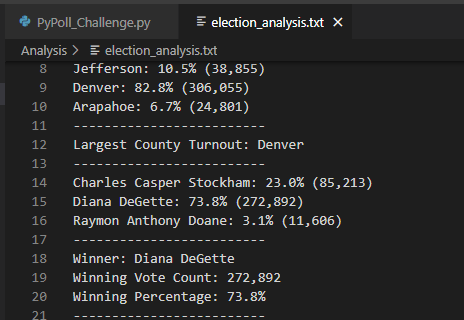 PyPoll_Challenge.py election_analysis.txt ×
Analysis > election_analysis.txt
8 Jefferson: 10.5% (38,855)
9 Denver: 82.8% (306,055)
10 Arapahoe: 6.7% (24,801)
11 -------------------------
12 Largest County Turnout: Denver
13 -------------------------
14 Charles Casper Stockham: 23.0% (85,213)
15 Diana DeGette: 73.8% (272,892)
16 Raymon Anthony Doane: 3.1% (11,606)
17 -------------------------
18 Winner: Diana DeGette
19 Winning Vote Count: 272,892
20 Winning Percentage: 73.8%
21 -------------------------